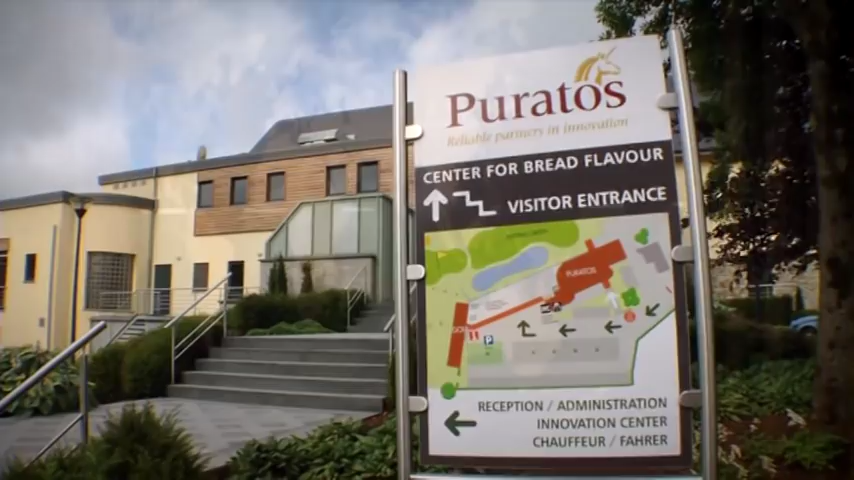 Puratos
Reliable partners in innovation
CENTER FOR BREAD FLAVOUR
VISITOR ENTRANCE
PURATOS
P
RECEPTION / ADMINISTRATION
INNOVATION CENTER
CHAUFFEUR / FAHRER